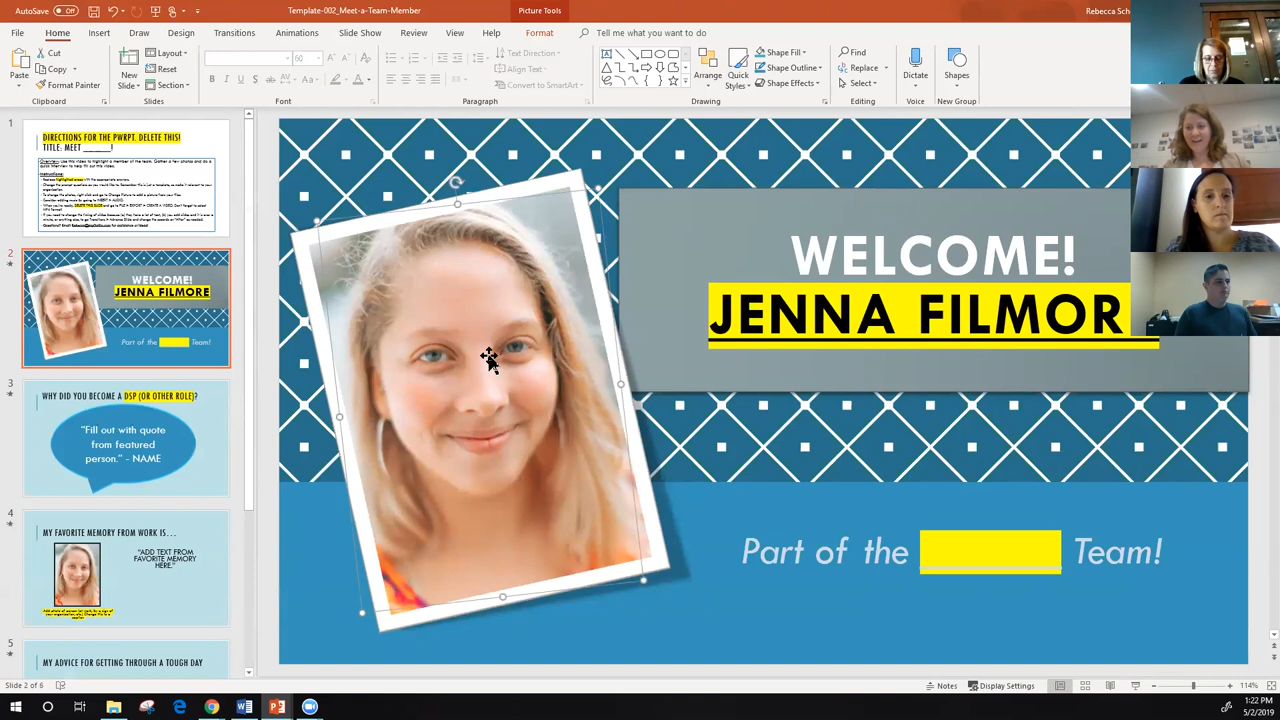 AutoSave Off Template-002_Meet-a-Team-Member Picture Tools Rebecca Sch
File Home Insert Draw Design Transitions Animations Slide Show Review View Help Format Tell me what you want to do
Paste
Cut
Copy
Format Painter
Clipboard
New
Slide
Layout
Reset
Section
Slides
60
Font
Text Direction
Align Text
Convert to SmartArt
Paragraph
Arrange
Quick
Styles
Shape Fill
Shape Outline
Shape Effects
Drawing
Find
Replace
Select
Editing
Dictate
Voice
Shapes
New Group
1
DIRECTIONS FOR THE PWRPT. DELETE THIS!
TITLE: MEET ______!
2
WELCOME!
JENNA FILMORE
Part of the Team!
3
WHY DID YOU BECOME A DSP (OR OTHER ROLE)?
"Fill out with quote
from featured
person." - NAME
4
MY FAVORITE MEMORY FROM WORK IS...
"ADD TEXT FROM
FAVORITE MEMORY
HERE."
5
MY ADVICE FOR GETTING THROUGH A TOUGH DAY
WELCOME!
JENNA FILMOR
Part of the Team!
Slide 2 of 6
Notes Display Settings 114%
1:22 PM
5/2/2019